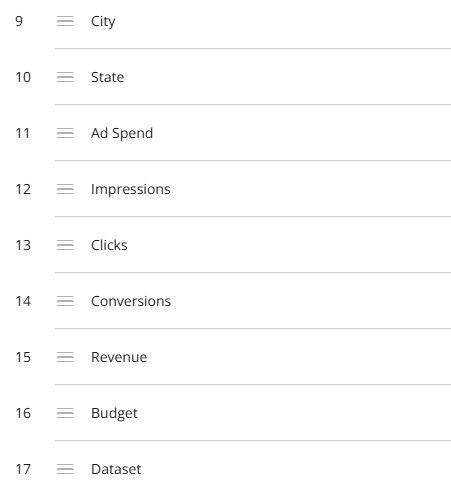 9 City
10 State
11 Ad Spend
12 Impressions
13 Clicks
14 Conversions
15 Revenue
16 Budget
17 Dataset